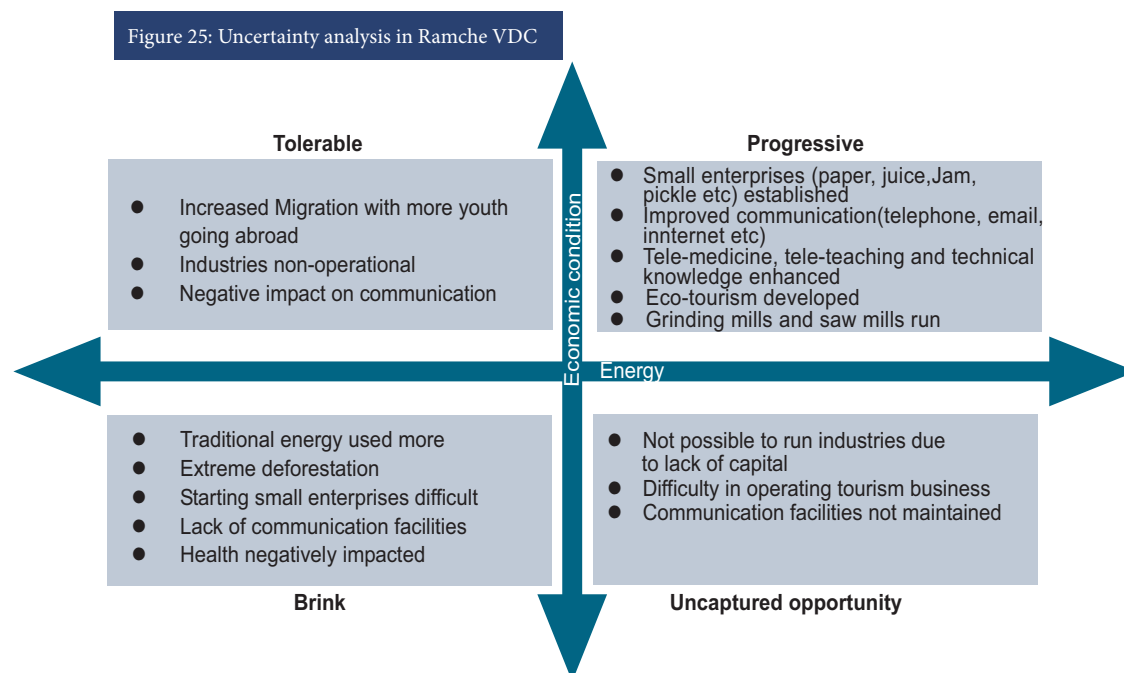 Figure 25: Uncertainty analysis in Ramche VDC
Tolerable
● Increased Migration with more youth
going abroad
● Industries non-operational
● Negative impact on communication
Progressive
● Small enterprises (paper, juice,Jam,
pickle etc) established
● Improved communication(telephone, email,
innternet etc)
● Tele-medicine, tele-teaching and technical
knowledge enhanced
● Eco-tourism developed
● Grinding mills and saw mills run
Economic condition
Energy
● Traditional energy used more
● Extreme deforestation
● Starting small enterprises difficult
● Lack of communication facilities
● Health negatively impacted
Brink
● Not possible to run industries due
to lack of capital
● Difficulty in operating tourism business
● Communication facilities not maintained
Uncaptured opportunity